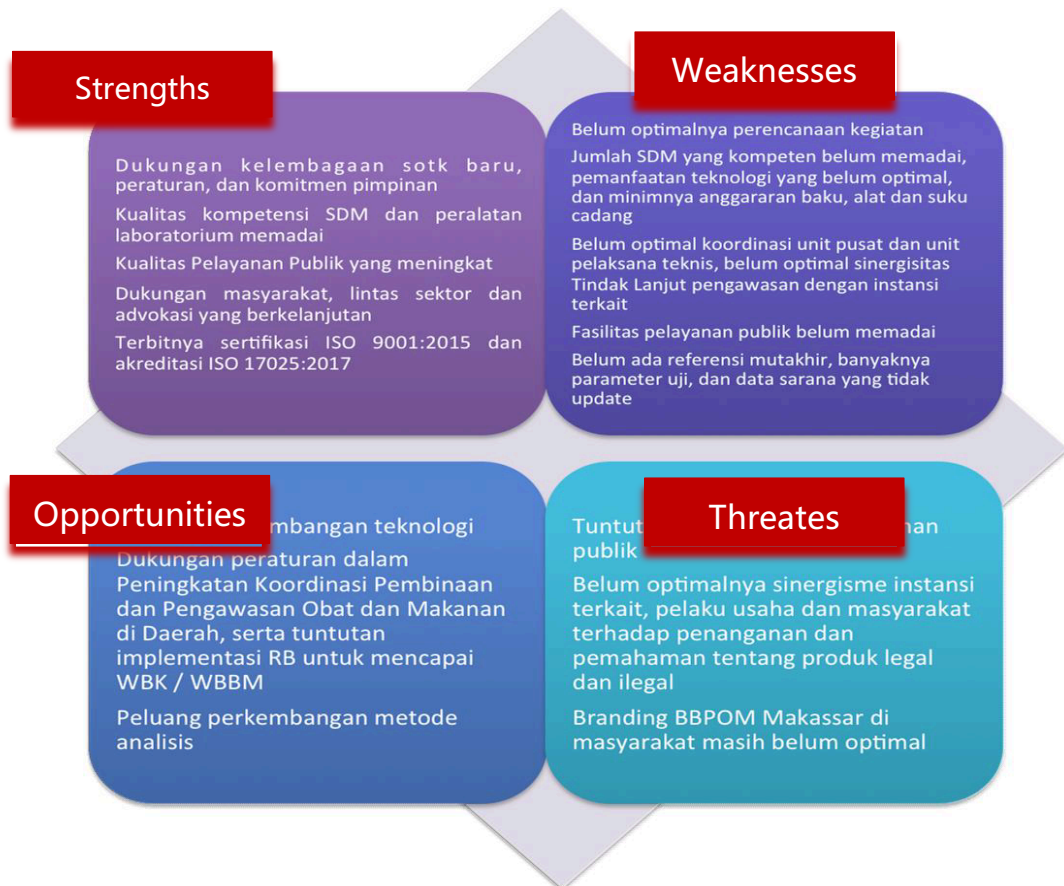 Strengths
Dukungan kelembagaan sotk baru,
peraturan, dan komitmen pimpinan
Kualitas kompetensi SDM dan peralatan
laboratorium memadai
Kualitas Pelayanan Publik yang meningkat
Dukungan masyarakat, lintas sektor dan
advokasi yang berkelanjutan
Terbitnya sertifikasi ISO 9001:2015 dan
akreditasi ISO 17025:2017
Weaknesses
Belum optimalnya perencanaan kegiatan
Jumlah SDM yang kompeten belum memadai,
pemanfaatan teknologi yang belum optimal,
dan minimnya anggararan baku, alat dan suku
cadang
Belum optimal koordinasi unit pusat dan unit
pelaksana teknis, belum optimal sinergisitas
Tindak Lanjut pengawasan dengan instansi
terkait
Fasilitas pelayanan publik belum memadai
Belum ada referensi mutakhir, banyaknya
parameter uji, dan data sarana yang tidak
update
Opportunities
teknologi
Dukungan peraturan dalam
Peningkatan Koordinasi Pembinaan
dan Pengawasan Obat dan Makanan
di Daerah, serta tuntutan
implementasi RB untuk mencapai
WBK / WBBM
Peluang perkembangan metode
analisis
Threates
publik
Belum optimalnya sinergisme instansi
terkait, pelaku usaha dan masyarakat
terhadap penanganan dan
pemahaman tentang produk legal
dan ilegal
Branding BBPOM Makassar di
masyarakat masih belum optimal